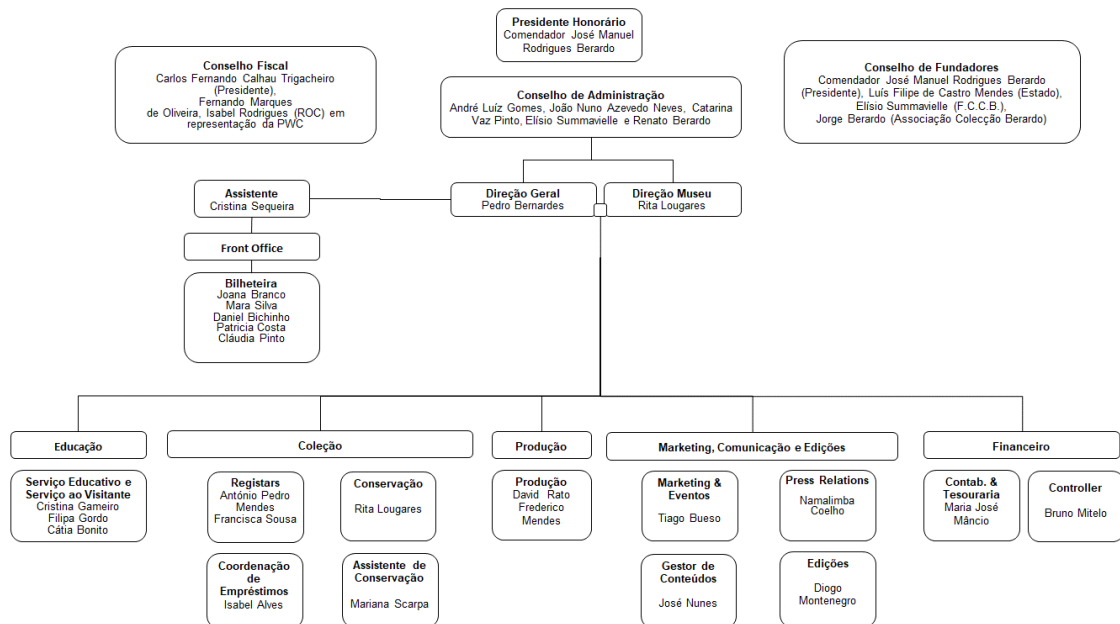 Presidente Honorário
Comendador José Manuel
Rodrigues Berardo
Conselho Fiscal
Carlos Fernando Calhau Trigacheiro
(Presidente),
Fernando Marques
de Oliveira, Isabel Rodrigues (ROC) em
representação da PWC
Conselho de Administração
André Luíz Gomes, João Nuno Azevedo Neves, Catarina
Vaz Pinto, Elísio Summavielle e Renato Berardo
Conselho de Fundadores
Comendador José Manuel Rodrigues Berardo
(Presidente), Luís Filipe de Castro Mendes (Estado),
Elísio Summavielle (F.C.C.B.),
Jorge Berardo (Associação Colecção Berardo)
Assistente
Cristina Sequeira
Direção Geral
Pedro Bernardes
Direção Museu
Rita Lougares
Front Office
Bilheteira
Joana Branco
Mara Silva
Daniel Bichinho
Patricia Costa
Cláudia Pinto
Educação
Coleção
Produção
Marketing, Comunicação e Edições
Financeiro
Serviço Educativo e
Serviço ao Visitante
Cristina Gameiro
Filipa Gordo
Cátia Bonito
Registars
António Pedro
Mendes
Francisca Sousa
Conservação
Rita Lougares
Produção
David Rato
Frederico
Mendes
Marketing &
Eventos
Tiago Bueso
Press Relations
Namalimba
Coelho
Contab. &
Tesouraria
Maria José
Mâncio
Controller
Bruno Mitelo
Coordenação
de
Empréstimos
Isabel Alves
Assistente de
Conservação
Mariana Scarpa
Gestor de
Conteúdos
José Nunes
Edições
Diogo
Montenegro